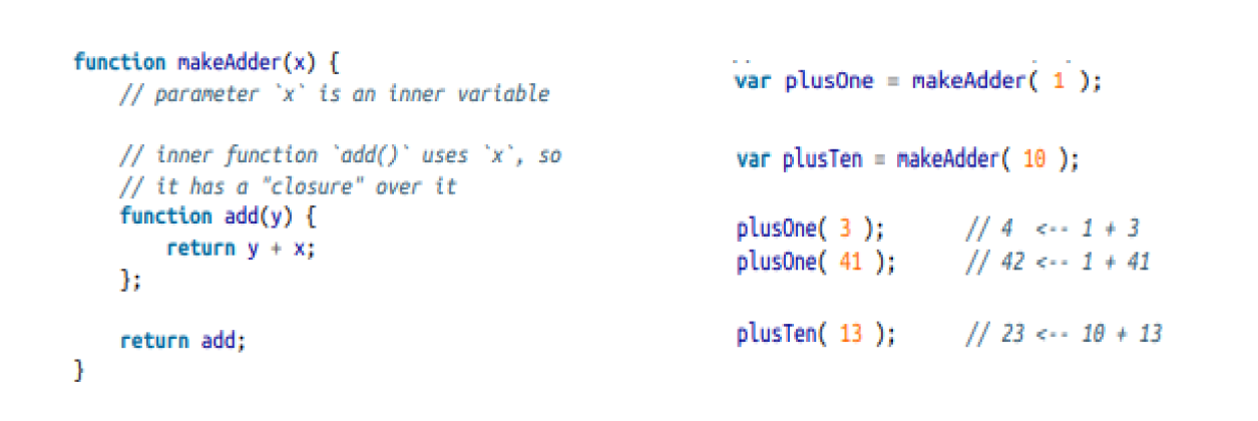 function makeAdder(x) {
// parameter `x` is an inner variable
// inner function `add()` uses `x`, so
// it has a "closure" over it
function add(y) {
return y + x;
};
return add;
}
var plusOne = makeAdder( 1 );
var plusTen = makeAdder( 10 );
plusOne( 3 ); // 4 <-- 1 + 3
plusOne( 41 ); // 42 <-- 1 + 41
plusTen( 13 ); // 23 <-- 10 + 13